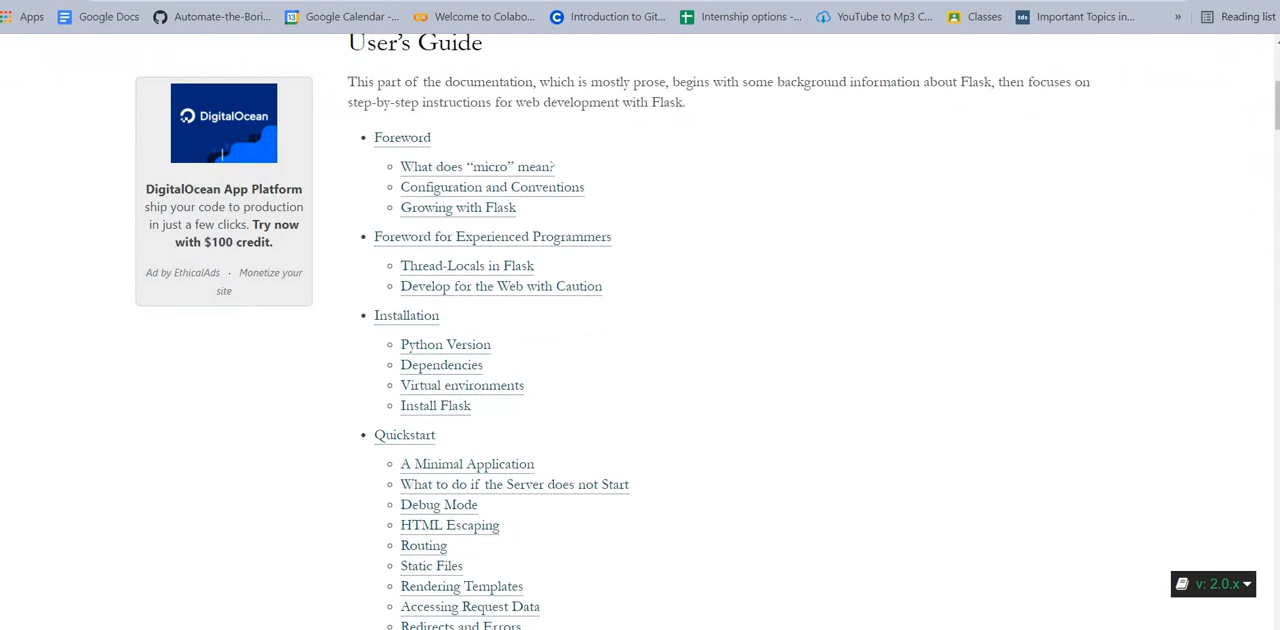 Apps Google Docs Automate-the-Bori... Google Calendar -... Welcome to Colabo... Introduction to Git... Internship options -... YouTube to Mp3 C... Classes Important Topics in... » Reading list
User's Guide
This part of the documentation, which is mostly prose, begins with some background information about Flask, then focuses on
step-by-step instructions for web development with Flask.
DigitalOcean
DigitalOcean App Platform
ship your code to production
in just a few clicks. Try now
with $100 credit.
Ad by EthicalAds · Monetize your
site
Foreword
What does “micro” mean?
Configuration and Conventions
Growing with Flask
Foreword for Experienced Programmers
Thread-Locals in Flask
Develop for the Web with Caution
Installation
Python Version
Dependencies
Virtual environments
Install Flask
Quickstart
A Minimal Application
What to do if the Server does not Start
Debug Mode
HTML Escaping
Routing
Static Files
Rendering Templates
Accessing Request Data
Redirects and Errors
v: 2.0.x